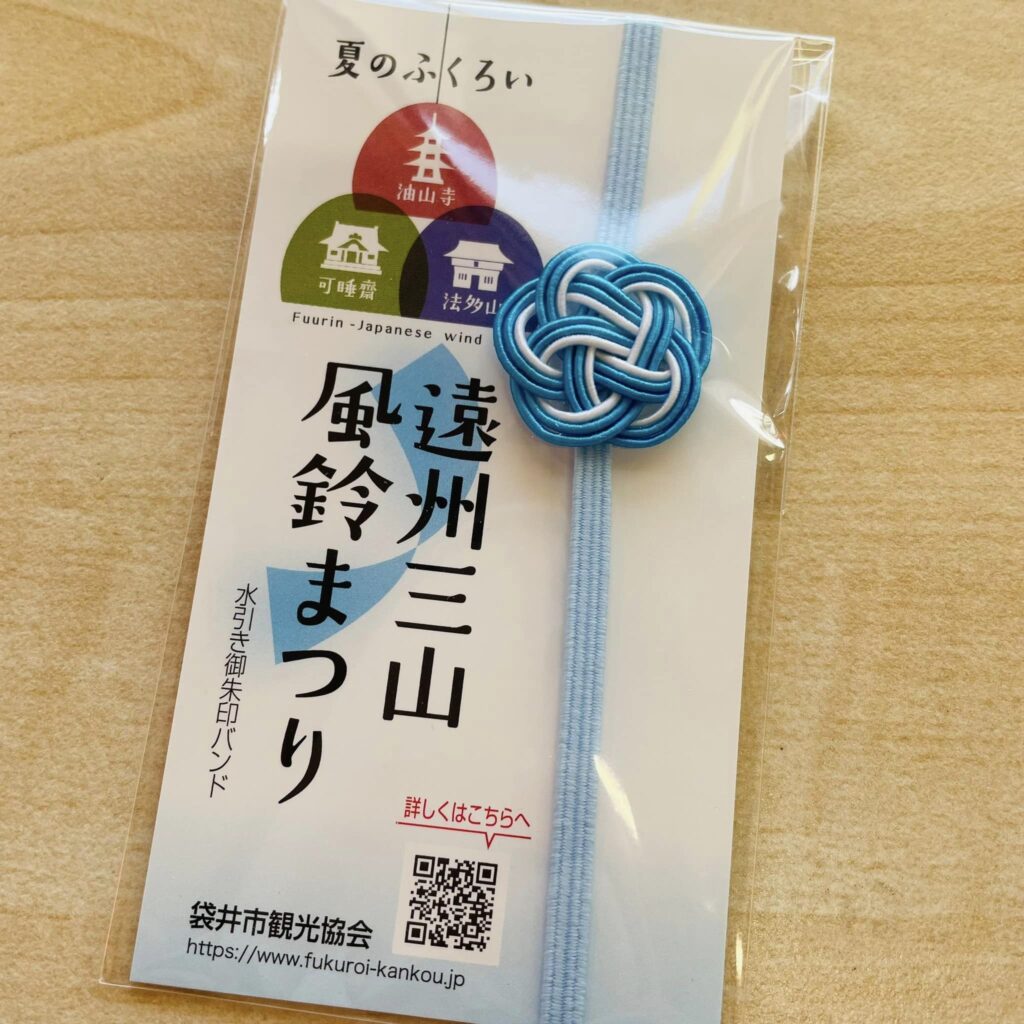 夏のふくろい
油山寺
可睡齋
法多山
Fuurin -Japanese wind
遠州三山
風鈴まつり
水引き御朱印バンド
詳しくはこちらへ
袋井市観光協会
https://www.fukuroi-kankou.jp